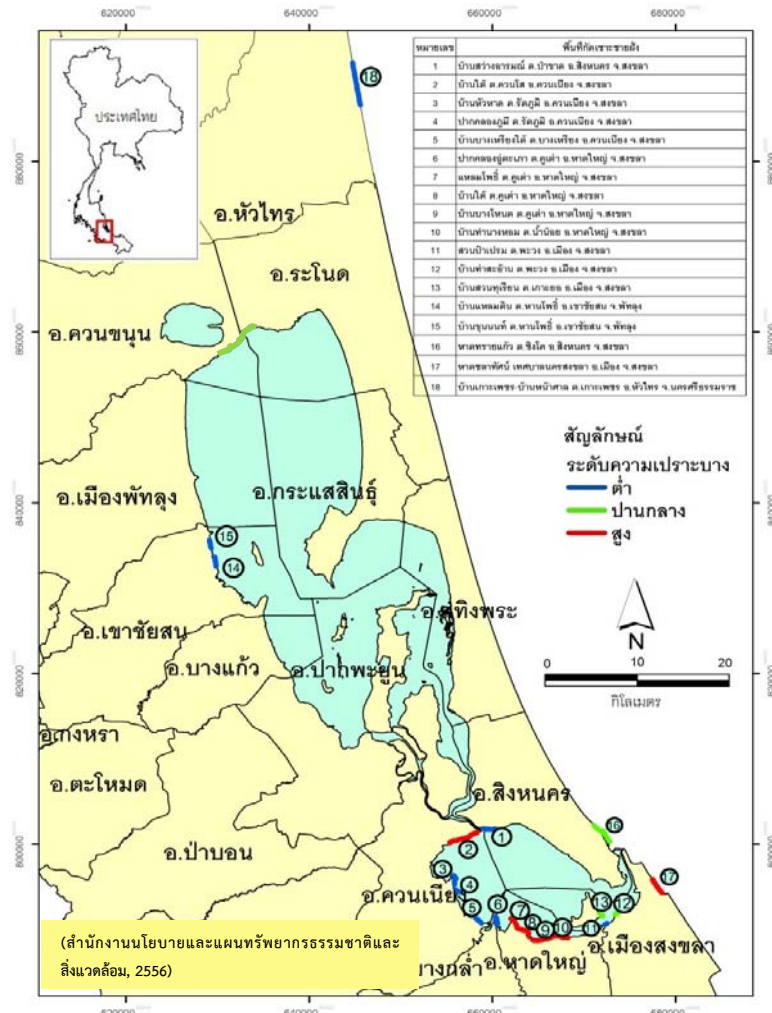 620000 640000 660000 680000
ประเทศไทย
หมายเลข พื้นที่กัดเซาะชายฝั่ง
1 บ้านสว่างอารมณ์ ต.ป่าขาด อ.สิงหนคร จ.สงขลา
2 บ้านใต้ ต.ควนโส อ.ควนเนียง จ.สงขลา
3 บ้านหัวหาด ต.รัตภูมิ อ.ควนเนียง จ.สงขลา
4 ปากคลองภูมี ต.รัตภูมิ อ.ควนเนียง จ.สงขลา
5 บ้านบางเหรียงใต้ ต.บางเหรียง อ.ควนเนียง จ.สงขลา
6 ปากคลองอู่ตะเภา ต.คูเต่า อ.หาดใหญ่ จ.สงขลา
7 แหลมโพธิ์ ต.คูเต่า อ.หาดใหญ่ จ.สงขลา
8 บ้านใต้ ต.คูเต่า อ.หาดใหญ่ จ.สงขลา
9 บ้านบางโหนด ต.คูเต่า อ.หาดใหญ่ จ.สงขลา
10 บ้านท่านางหอม ต.น้ำน้อย อ.หาดใหญ่ จ.สงขลา
11 สวนป๋าเปรม ต.พะวง อ.เมือง จ.สงขลา
12 บ้านท่าสะอ้าน ต.พะวง อ.เมือง จ.สงขลา
13 บ้านสวนทุเรียน ต.เกาะยอ อ.เมือง จ.สงขลา
14 บ้านแหลมดิน ต.หานโพธิ์ อ.เขาชัยสน จ.พัทลุง
15 บ้านขุนนนท์ ต.หานโพธิ์ อ.เขาชัยสน จ.พัทลุง
16 หาดทรายแก้ว ต.ชิงโค อ.สิงหนคร จ.สงขลา
17 หาดชลาทัศน์ เทศบาลนครสงขลา อ.เมือง จ.สงขลา
18 บ้านเกาะเพชร-บ้านหน้าศาล ต.เกาะเพชร อ.หัวไทร จ.นครศรีธรรมราช
18
อ.หัวไทร
อ.ระโนด
อ.ควนขนุน
สัญลักษณ์
ระดับความเปราะบาง
ต่ำ
ปานกลาง
สูง
อ.เมืองพัทลุง
อ.กระแสสินธุ์
15
14
อ.สทิงพระ
อ.เขาชัยสน
อ.บางแก้ว
อ.ปากพะยูน
N
0 10 20
กิโลเมตร
อ.กงหรา
อ.ตะโหมด
อ.สิงหนคร
อ.ป่าบอน
16
1
2
3
4
17
อ.ควนเนียง
5 6 7 13 12
8 9 10 11
อ.เมืองสงขลา
อ.หาดใหญ่
บางกล่ำ
(สำนักงานนโยบายและแผนทรัพยากรธรรมชาติและ
สิ่งแวดล้อม, 2556)
620000 640000 660000 680000
860000
840000
820000
800000